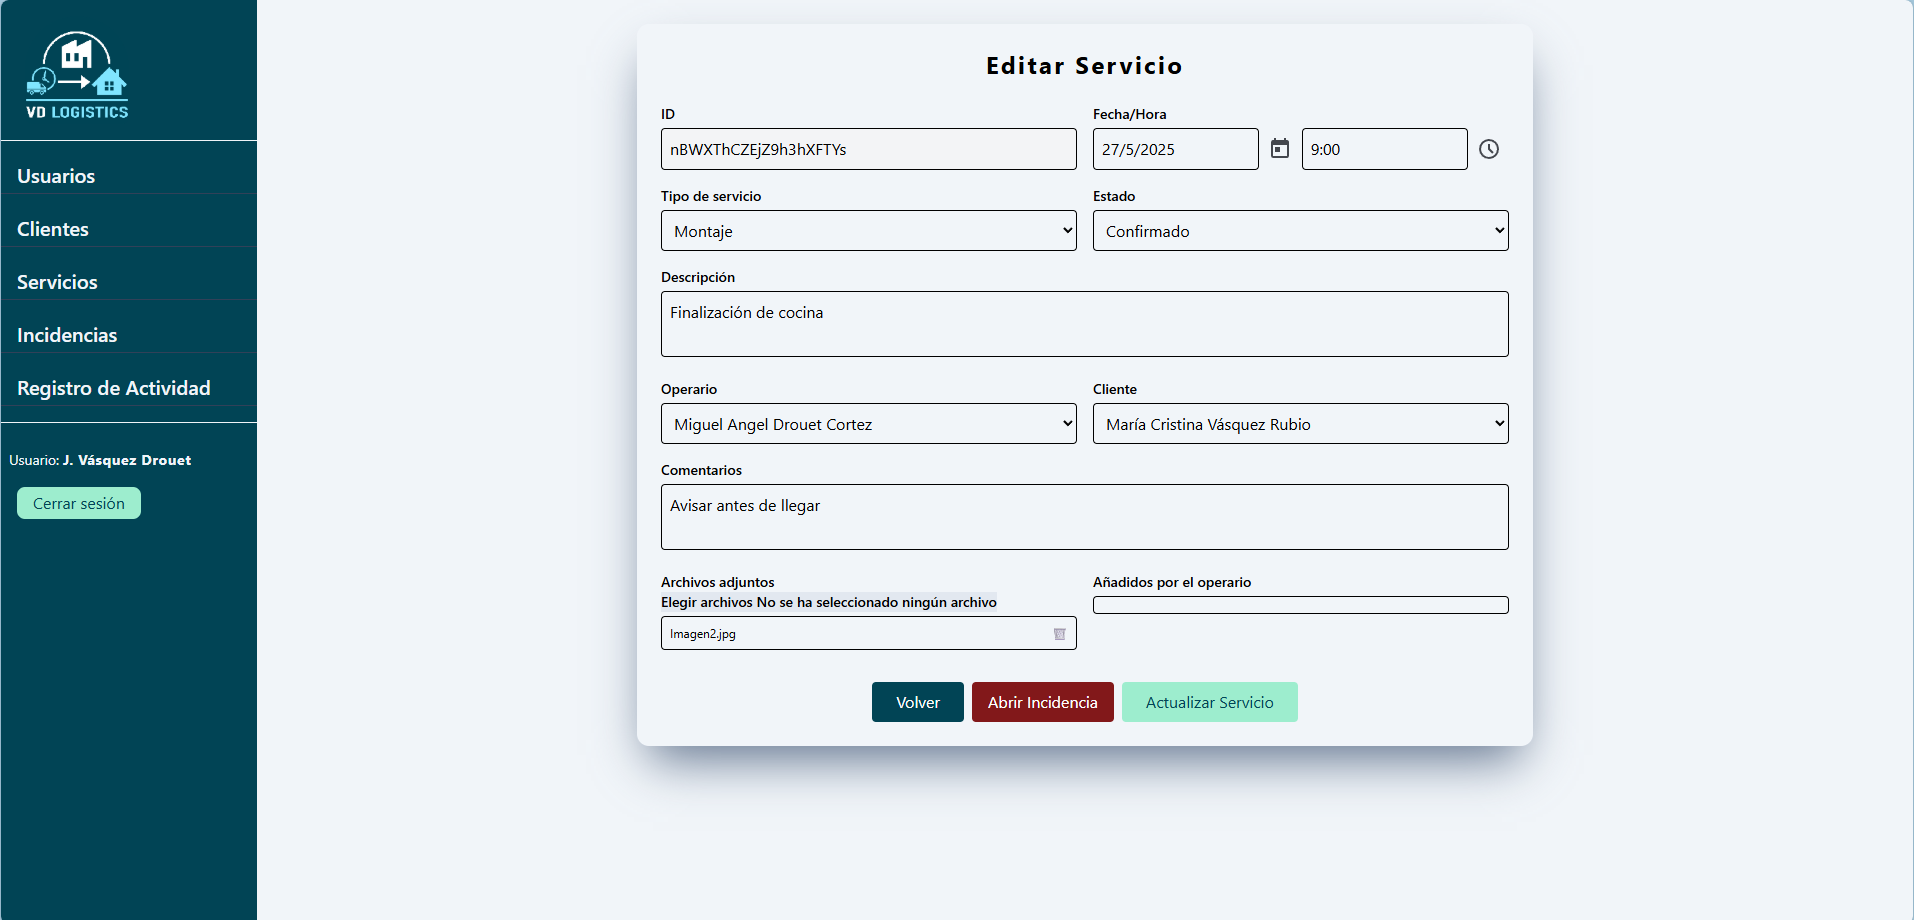 VD LOGISTICS
Usuarios
Clientes
Servicios
Incidencias
Registro de Actividad
Usuario: J. Vásquez Drouet
Cerrar sesión
Editar Servicio
ID
Fecha/Hora
nBWXThCZEjZ9h3hXFTYs
27/5/2025
9:00
Tipo de servicio
Estado
Montaje
Confirmado
Descripción
Finalización de cocina
Operario
Cliente
Miguel Angel Drouet Cortez
María Cristina Vásquez Rubio
Comentarios
Avisar antes de llegar
Archivos adjuntos
Añadidos por el operario
Elegir archivos No se ha seleccionado ningún archivo
Imagen2.jpg
Volver
Abrir Incidencia
Actualizar Servicio